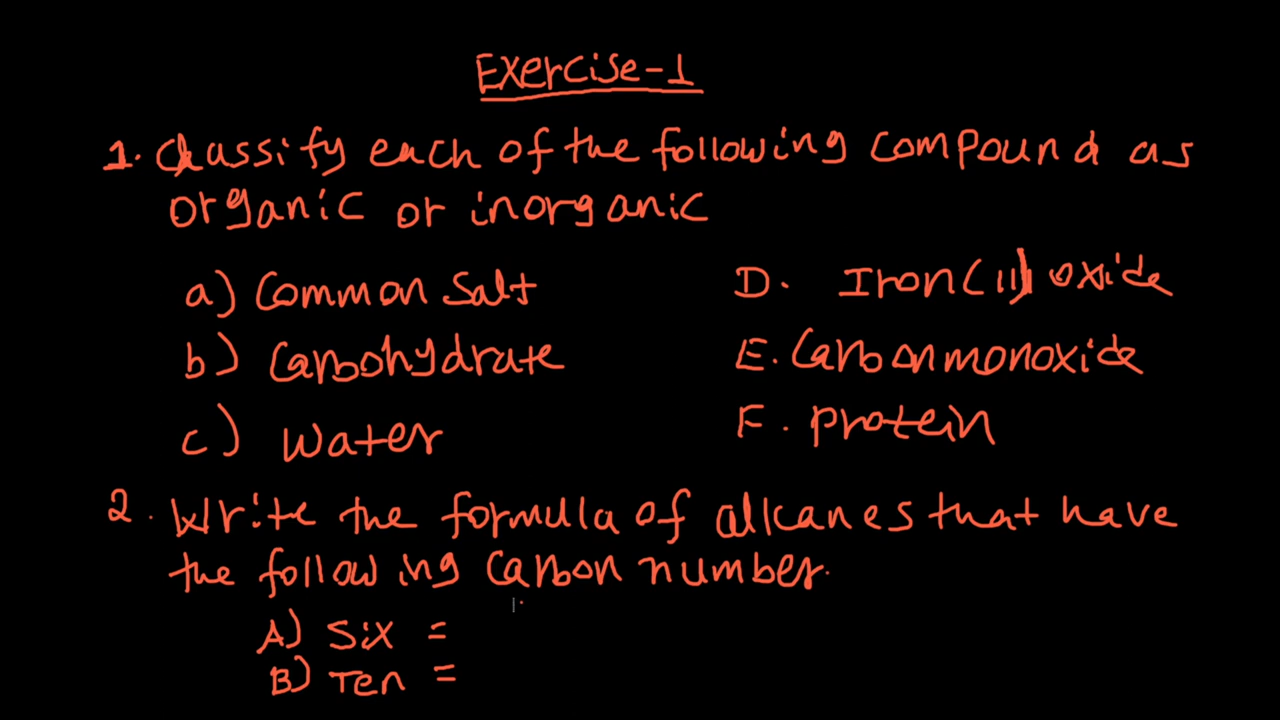 Exercise-1
1. Classify each of the following compound as
organic or inorganic
a) Common Salt
b) Carbohydrate
c) Water
D. Iron(II) oxide
E. Carbonmonoxide
F. protein
2. Write the formula of alkanes that have
the following carbon number.
A) Six =
B) Ten =